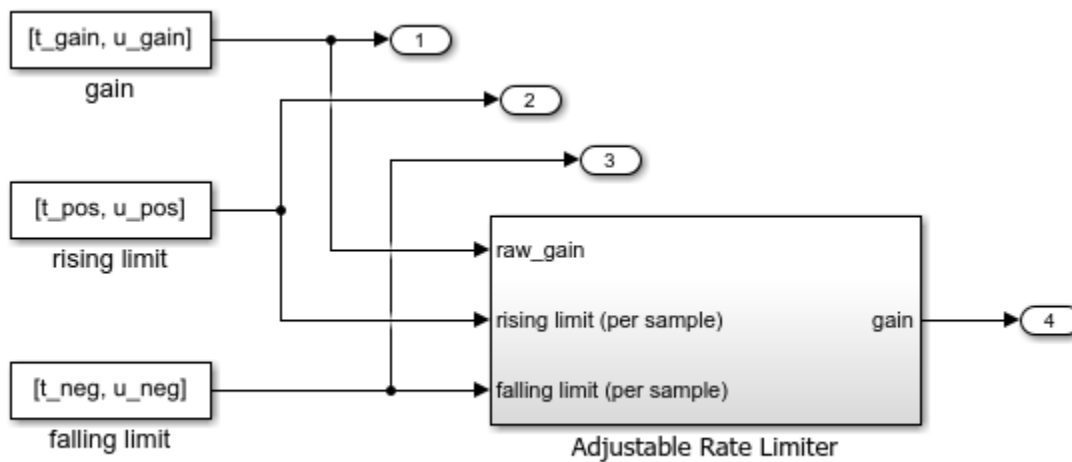 [t_gain, u_gain]
gain
1
2
3
[t_pos, u_pos]
rising limit
raw_gain
rising limit (per sample)
gain
4
falling limit (per sample)
[t_neg, u_neg]
falling limit
Adjustable Rate Limiter